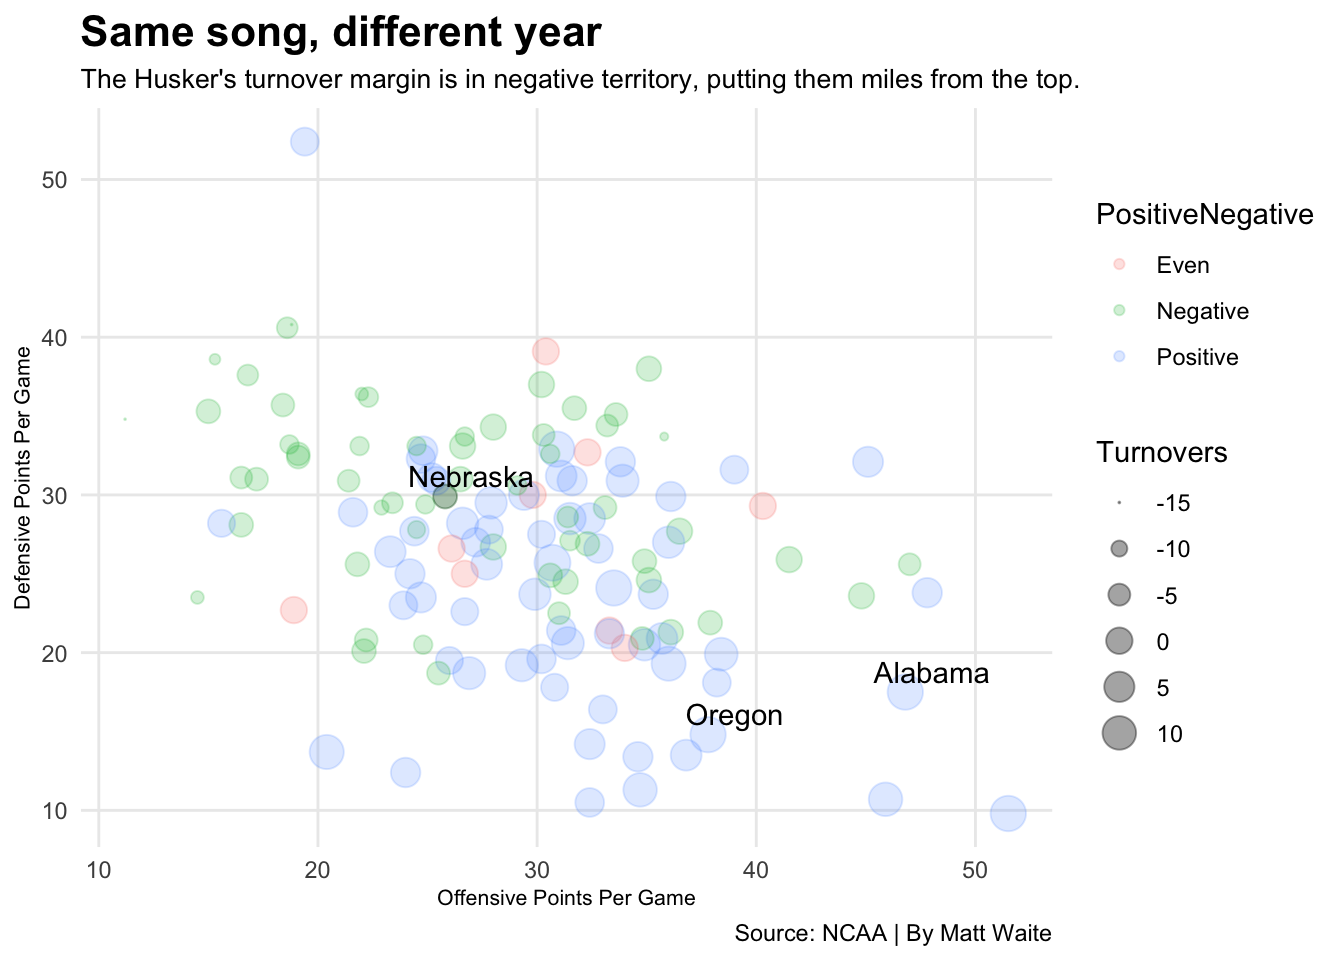 Same song, different year
The Husker's turnover margin is in negative territory, putting them miles from the top.
50
40
30
20
10
Defensive Points Per Game
Nebraska
Alabama
Oregon
10 20 30 40 50
Offensive Points Per Game
PositiveNegative
Even
Negative
Positive
Turnovers
-15
-10
-5
0
5
10
Source: NCAA | By Matt Waite